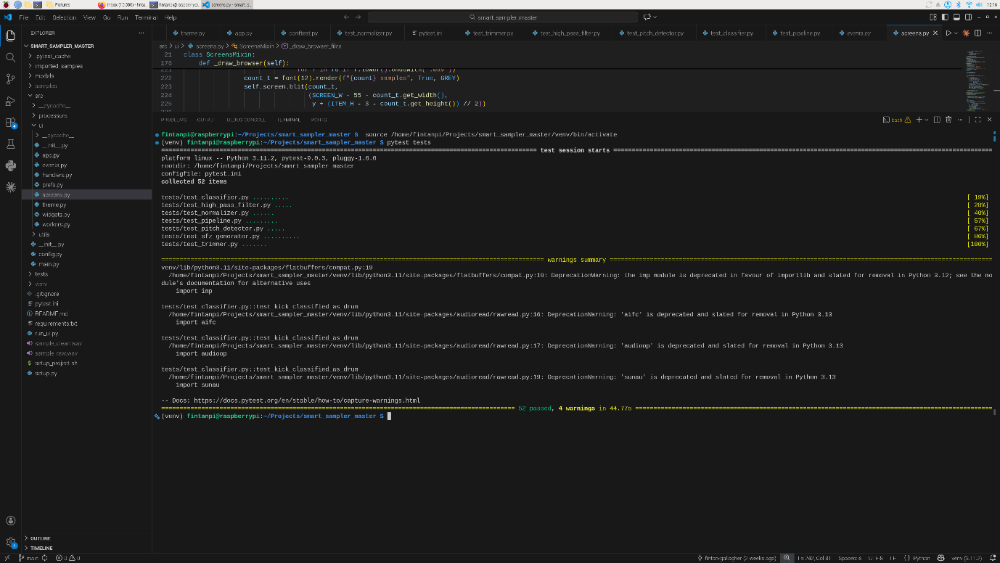 Inbox (10,006) - finta...
fintanpi@raspberrypi:...
screens.py - smart_s...
Pictures
12:16
File Edit Selection View Go Run Terminal Help
smart_sampler_master
EXPLORER
theme.py
app.py
conftest.py
test_normalizer.py
pytest.ini
test_trimmer.py
test_high_pass_filter.py
test_pitch_detector.py
test_classifier.py
test_pipeline.py
events.py
screens.py
SMART_SAMPLER_MASTER
.pytest_cache
imported_samples
models
samples
src
__pycache__
processors
ui
__pycache__
__init__.py
app.py
events.py
handlers.py
prefs.py
screens.py
theme.py
widgets.py
workers.py
utils
__init__.py
config.py
main.py
tests
venv
.gitignore
pytest.ini
README.md
requirements.txt
run_ui.py
sample_clean.wav
sample_raw.wav
setup_project.sh
setup.py
OUTLINE
TIMELINE
src > ui > screens.py > ScreensMixin > _draw_browser_files
21 class ScreensMixin:
176 def _draw_browser(self):
221 for f in fs if f.lower().endswith(".wav"))
222 count_t = font(12).render(f"{count} samples", True, GREY)
223 self.screen.blit(count_t,
224 (SCREEN_W - 55 - count_t.get_width(),
225 y + (ITEM_H - 3 - count_t.get_height()) // 2))
PROBLEMS OUTPUT DEBUG CONSOLE TERMINAL PORTS
bash
fintanpi@raspberrypi:~/Projects/smart_sampler_master $ source /home/fintanpi/Projects/smart_sampler_master/venv/bin/activate
(venv) fintanpi@raspberrypi:~/Projects/smart_sampler_master $ pytest tests
test session starts
platform linux -- Python 3.11.2, pytest-9.0.3, pluggy-1.6.0
rootdir: /home/fintanpi/Projects/smart_sampler_master
configfile: pytest.ini
collected 52 items
tests/test_classifier.py .......... [ 19%]
tests/test_high_pass_filter.py ..... [ 28%]
tests/test_normalizer.py ...... [ 40%]
tests/test_pipeline.py ......... [ 57%]
tests/test_pitch_detector.py ..... [ 67%]
tests/test_sfz_generator.py .......... [ 86%]
tests/test_trimmer.py ....... [100%]
warnings summary
venv/lib/python3.11/site-packages/flatbuffers/compat.py:19
/home/fintanpi/Projects/smart_sampler_master/venv/lib/python3.11/site-packages/flatbuffers/compat.py:19: DeprecationWarning: the imp module is deprecated in favour of importlib and slated for removal in Python 3.12; see the mo
dule's documentation for alternative uses
import imp
tests/test_classifier.py::test_kick_classified_as_drum
/home/fintanpi/Projects/smart_sampler_master/venv/lib/python3.11/site-packages/audioread/rawread.py:16: DeprecationWarning: 'aifc' is deprecated and slated for removal in Python 3.13
import aifc
tests/test_classifier.py::test_kick_classified_as_drum
/home/fintanpi/Projects/smart_sampler_master/venv/lib/python3.11/site-packages/audioread/rawread.py:17: DeprecationWarning: 'audioop' is deprecated and slated for removal in Python 3.13
import audioop
tests/test_classifier.py::test_kick_classified_as_drum
/home/fintanpi/Projects/smart_sampler_master/venv/lib/python3.11/site-packages/audioread/rawread.py:19: DeprecationWarning: 'sunau' is deprecated and slated for removal in Python 3.13
import sunau
-- Docs: https://docs.pytest.org/en/stable/how-to/capture-warnings.html
52 passed, 4 warnings in 44.77s
(venv) fintanpi@raspberrypi:~/Projects/smart_sampler_master $
main
0 0
fintan-gallagher (2 weeks ago)
Ln 242, Col 81
Spaces: 4
UTF-8
LF
Python
venv (3.11.2)